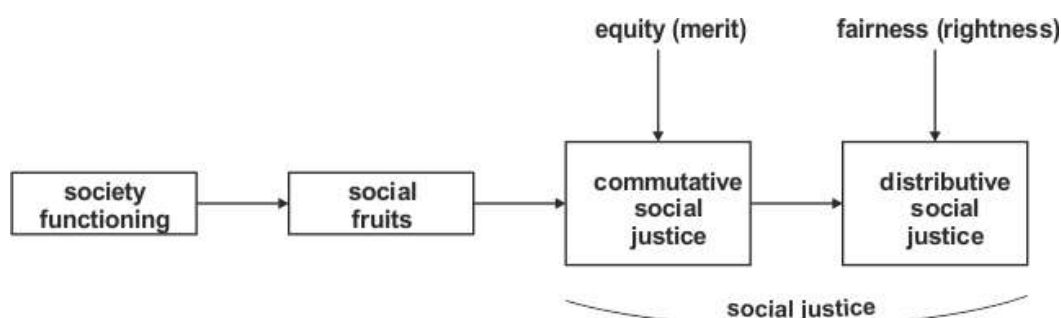 equity (merit)
fairness (rightness)
society
functioning
social
fruits
commutative
social
justice
distributive
social
justice
social justice